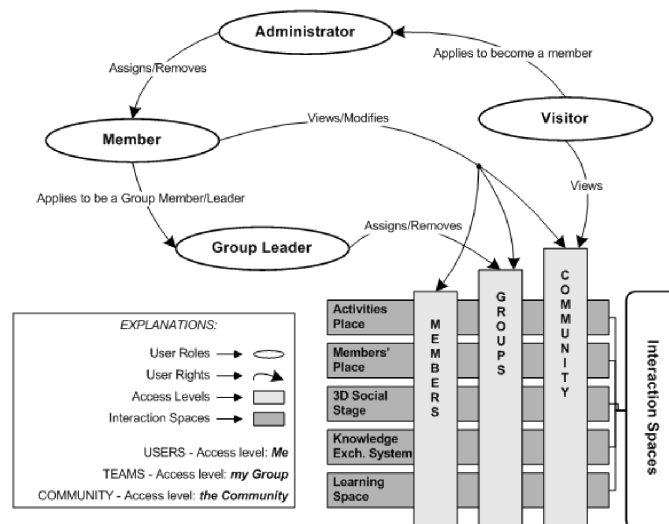 Administrator
Applies to become a member
Assigns/Removes
Member
Views/Modifies
Visitor
Applies to be a Group Member/Leader
Views
Assigns/Removes
Group Leader
COMMUNITY
GROUPS
MEMBERS
Activities
Place
Members'
Place
3D Social
Stage
Knowledge
Exch. System
Learning
Space
Interaction Spaces
EXPLANATIONS:
User Roles
User Rights
Access Levels
Interaction Spaces
USERS - Access level: Me
TEAMS - Access level: my Group
COMMUNITY - Access level: the Community